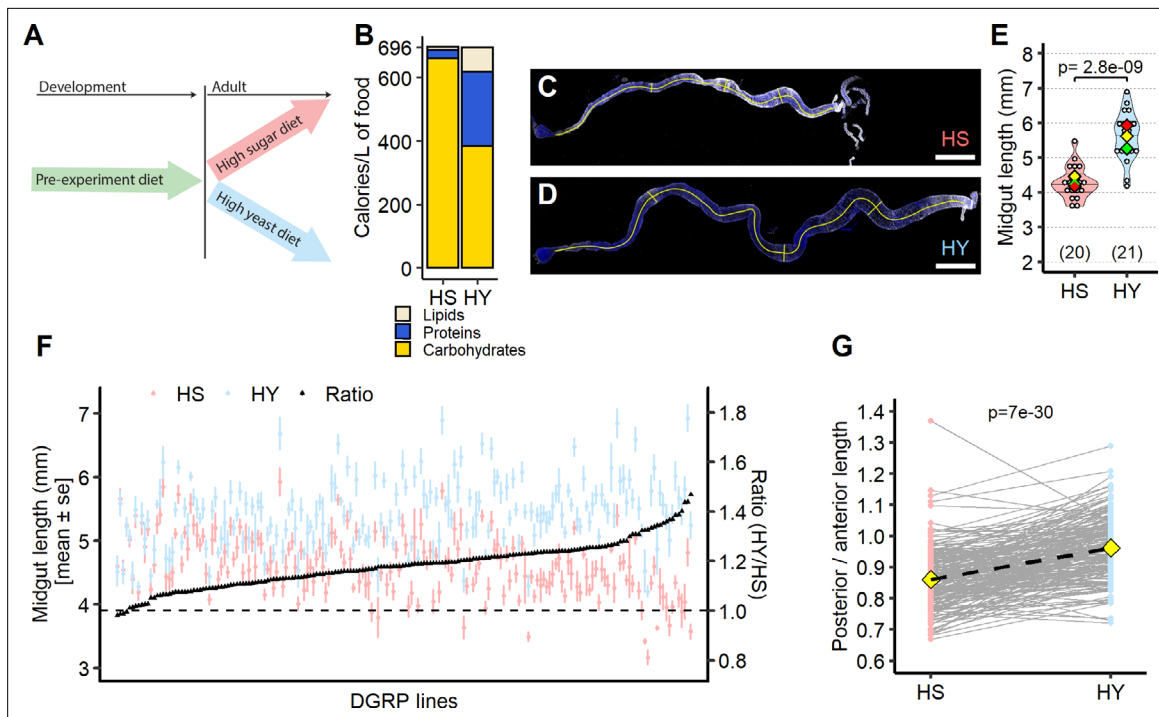 A
Development
Adult
Pre-experiment diet
High sugar diet
High yeast diet
B
Calories/L of food
696
600
400
200
0
HS HY
Lipids
Proteins
Carbohydrates
C
HS
D
HY
E
p= 2.8e-09
Midgut length (mm)
8
7
6
5
4
3
2
(20) (21)
HS HY
F
HS HY Ratio
Midgut length (mm)
[mean ± se]
7
6
5
4
3
1.8
1.6
1.4
1.2
1.0
0.8
Ratio (HY/HS)
DGRP lines
G
p=7e-30
Posterior / anterior length
1.4
1.3
1.2
1.1
1.0
0.9
0.8
0.7
0.6
HS HY